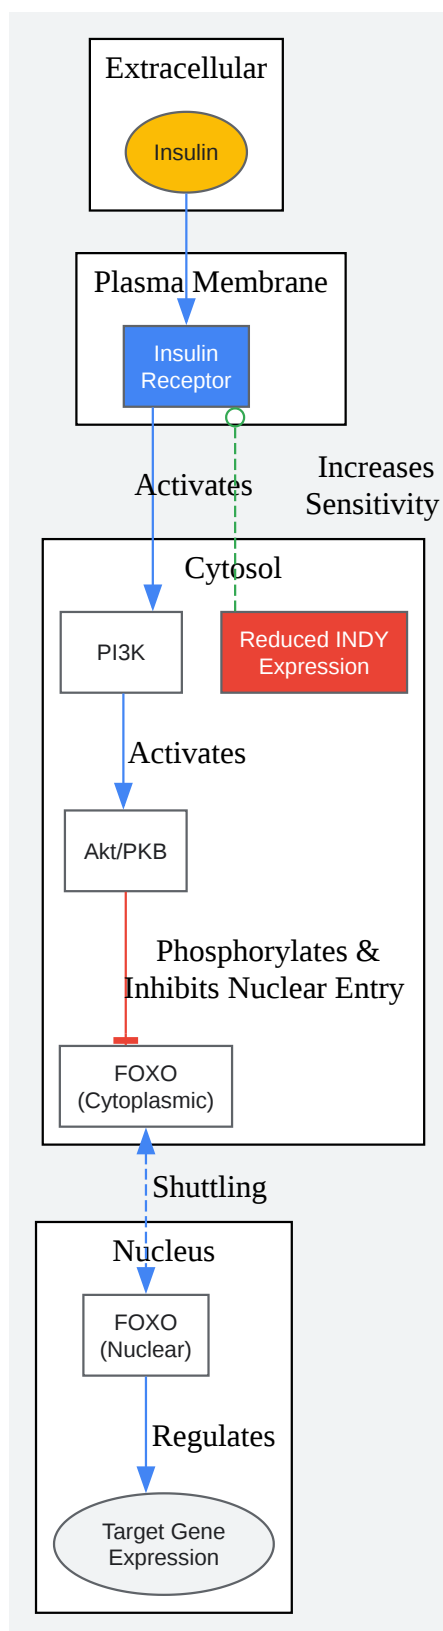 Extracellular
Insulin
Plasma Membrane
Insulin
Receptor
Activates
Increases
Sensitivity
Cytosol
PI3K
Reduced INDY
Expression
Activates
Akt/PKB
Phosphorylates &
Inhibits Nuclear Entry
FOXO
(Cytoplasmic)
Shuttling
Nucleus
FOXO
(Nuclear)
Regulates
Target Gene
Expression